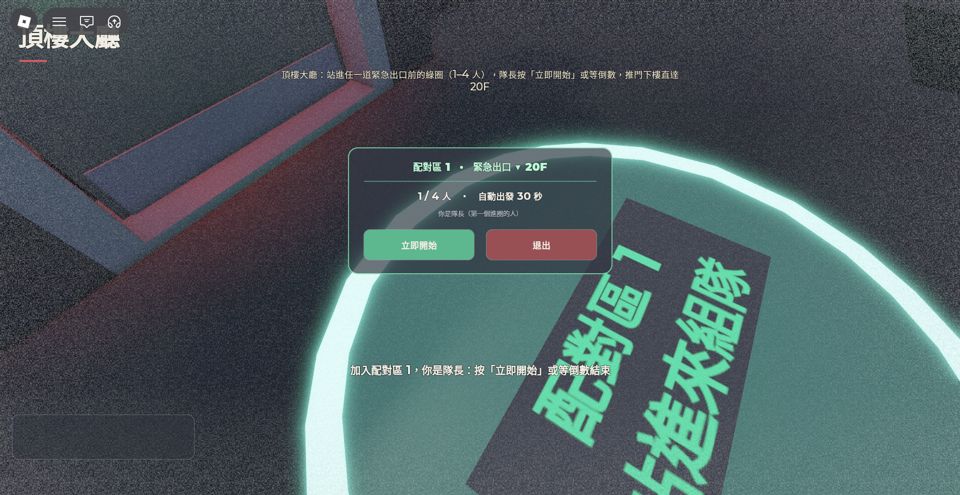 頂樓大廳
頂樓大廳：站進任一道緊急出口前的綠圈（1–4 人），隊長按「立即開始」或等倒數，推門下樓直達
20F
配對區 1 • 緊急出口 ▼ 20F
1 / 4 人 • 自動出發 30 秒
你是隊長（第一個進圈的人）
立即開始
退出
加入配對區 1，你是隊長：按「立即開始」或等倒數結束
配對區 1
站進來組隊